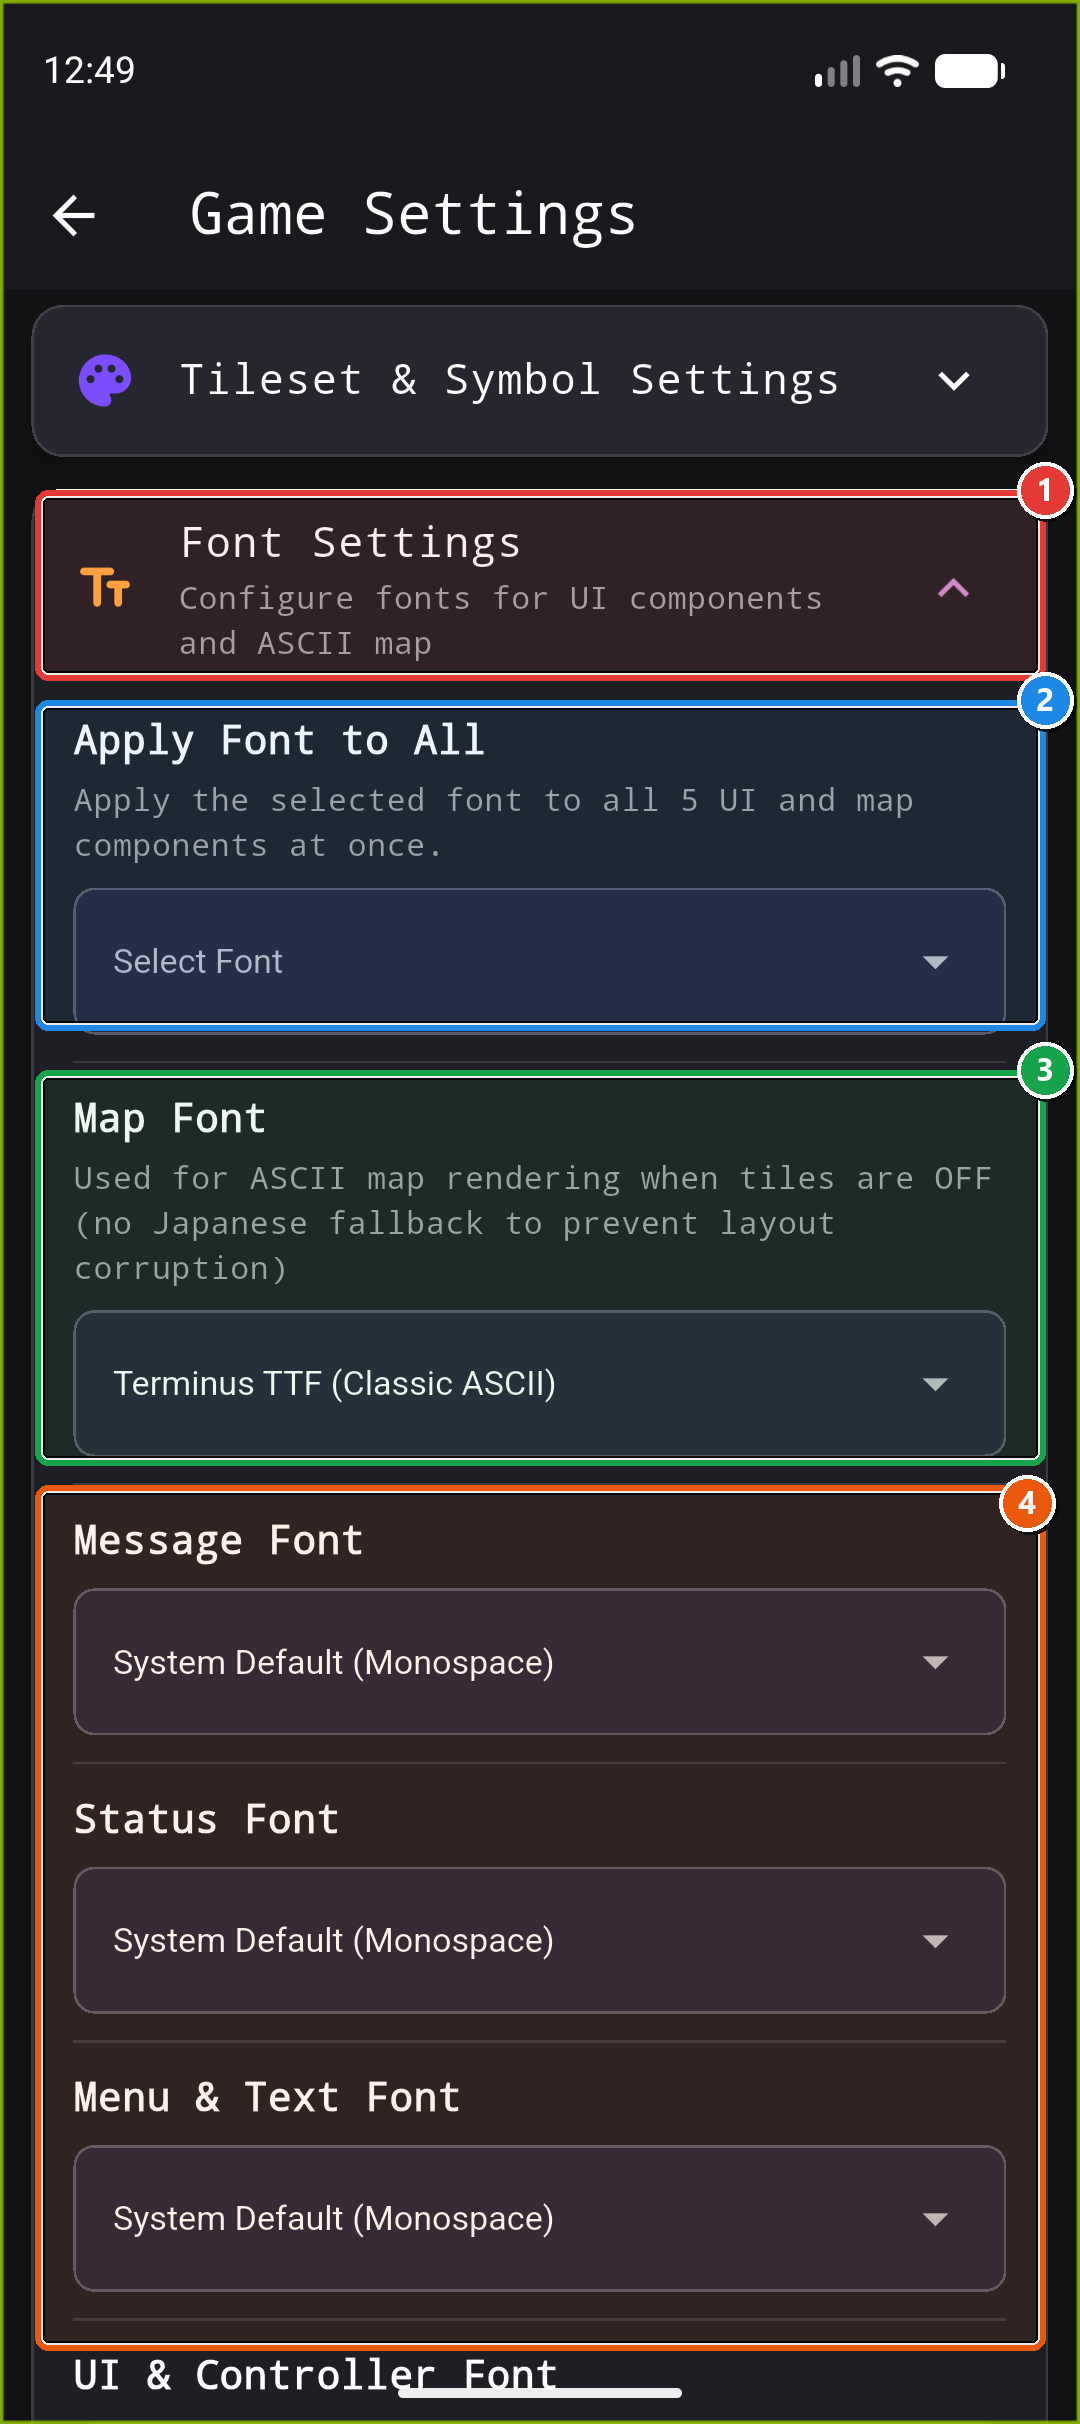 12:49
Game Settings
Tileset & Symbol Settings
1
Font Settings
Configure fonts for UI components
and ASCII map
2
Apply Font to All
Apply the selected font to all 5 UI and map
components at once.
Select Font
3
Map Font
Used for ASCII map rendering when tiles are OFF
(no Japanese fallback to prevent layout
corruption)
Terminus TTF (Classic ASCII)
4
Message Font
System Default (Monospace)
Status Font
System Default (Monospace)
Menu & Text Font
System Default (Monospace)
UI & Controller Font